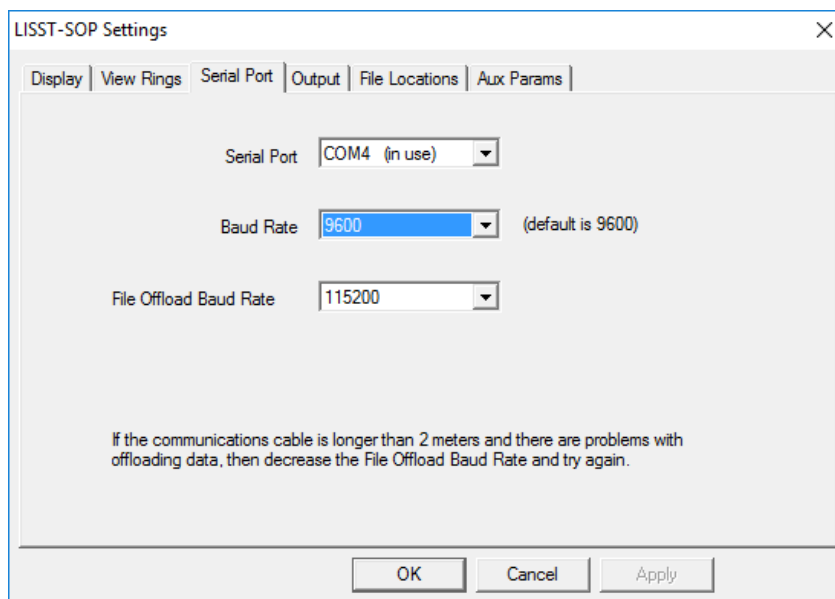 LISST-SOP Settings
Display
View Rings
Serial Port
Output
File Locations
Aux Params
Serial Port
COM4 (in use)
Baud Rate
9600
(default is 9600)
File Offload Baud Rate
115200
If the communications cable is longer than 2 meters and there are problems with
offloading data, then decrease the File Offload Baud Rate and try again.
OK
Cancel
Apply